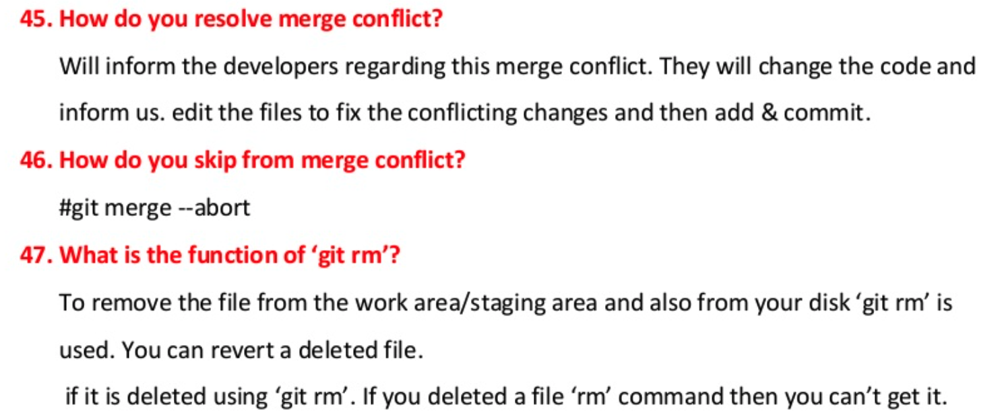 45. How do you resolve merge conflict?
Will inform the developers regarding this merge conflict. They will change the code and
inform us. edit the files to fix the conflicting changes and then add & commit.
46. How do you skip from merge conflict?
#git merge --abort
47. What is the function of ‘git rm’?
To remove the file from the work area/staging area and also from your disk ‘git rm’ is
used. You can revert a deleted file.
if it is deleted using ‘git rm’. If you deleted a file ‘rm’ command then you can’t get it.